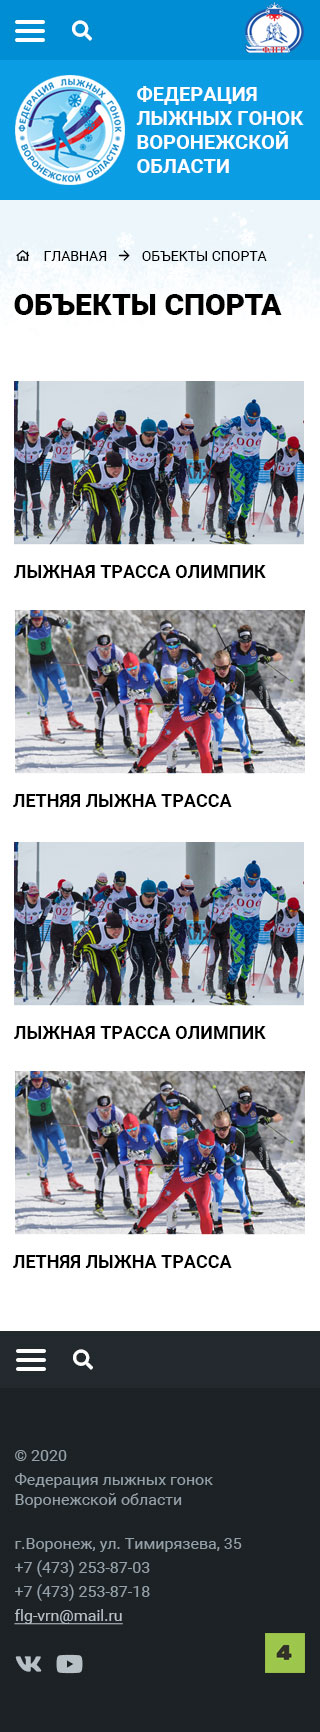 ФЛГР
ФЕДЕРАЦИЯ
ЛЫЖНЫХ ГОНОК
ВОРОНЕЖСКОЙ
ОБЛАСТИ
ФЕДЕРАЦИЯ ЛЫЖНЫХ ГОНОК
ВОРОНЕЖСКОЙ ОБЛАСТИ
ГЛАВНАЯ → ОБЪЕКТЫ СПОРТА
ОБЪЕКТЫ СПОРТА
ЛЫЖНАЯ ТРАССА ОЛИМПИК
ЛЕТНЯЯ ЛЫЖНА ТРАССА
ЛЫЖНАЯ ТРАССА ОЛИМПИК
ЛЕТНЯЯ ЛЫЖНА ТРАССА
© 2020
Федерация лыжных гонок
Воронежской области
г.Воронеж, ул. Тимирязева, 35
+7 (473) 253-87-03
+7 (473) 253-87-18
flg-vrn@mail.ru
4